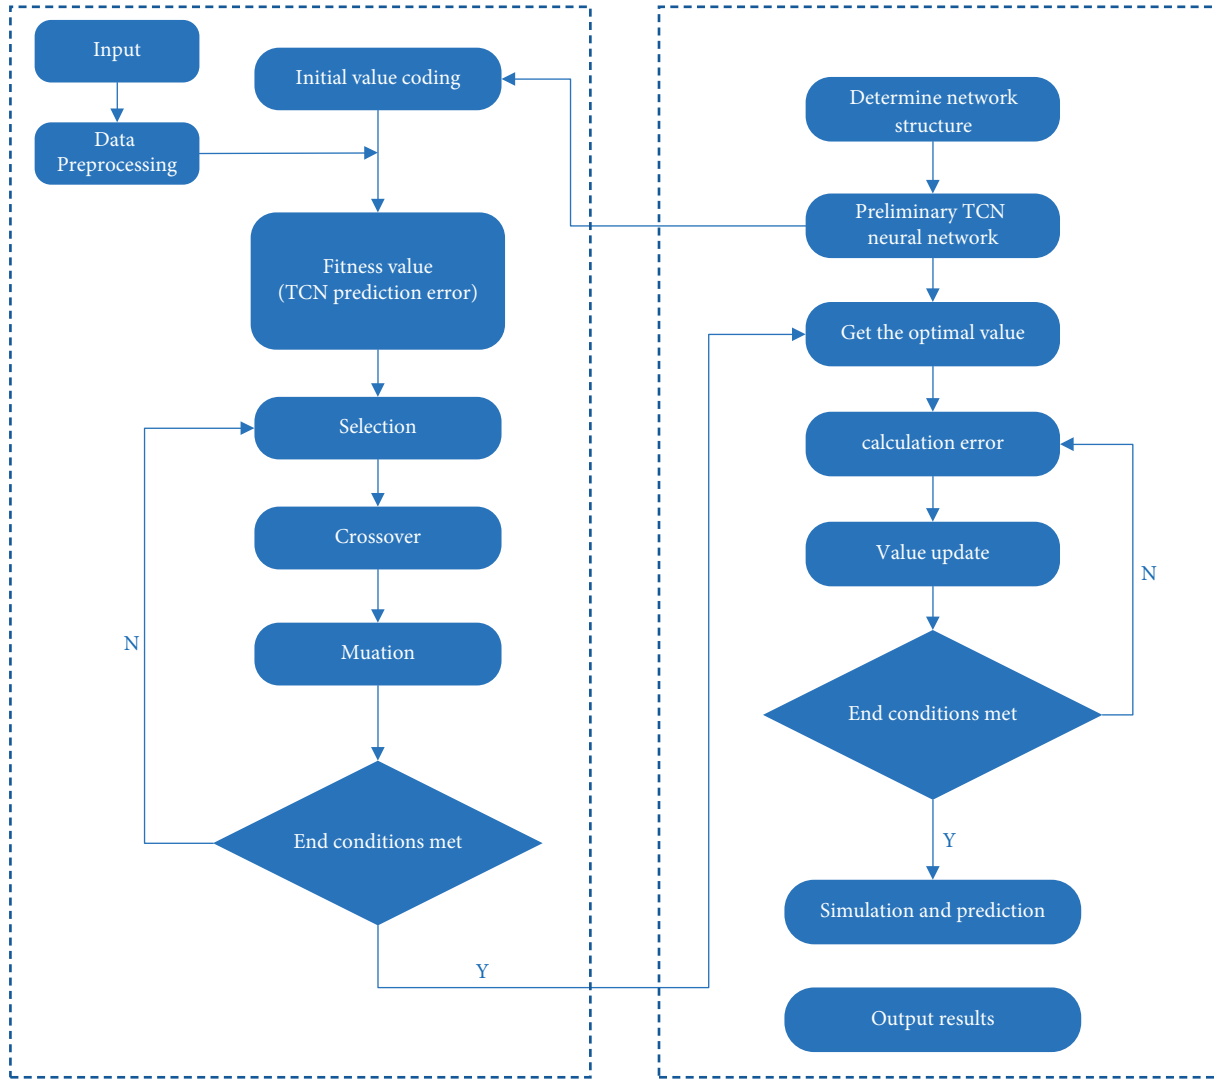 Input
Data
Preprocessing
Initial value coding
Fitness value
(TCN prediction error)
Selection
Crossover
Muation
N
End conditions met
Y
Determine network
structure
Preliminary TCN
neural network
Get the optimal value
calculation error
Value update
N
End conditions met
Y
Simulation and prediction
Output results